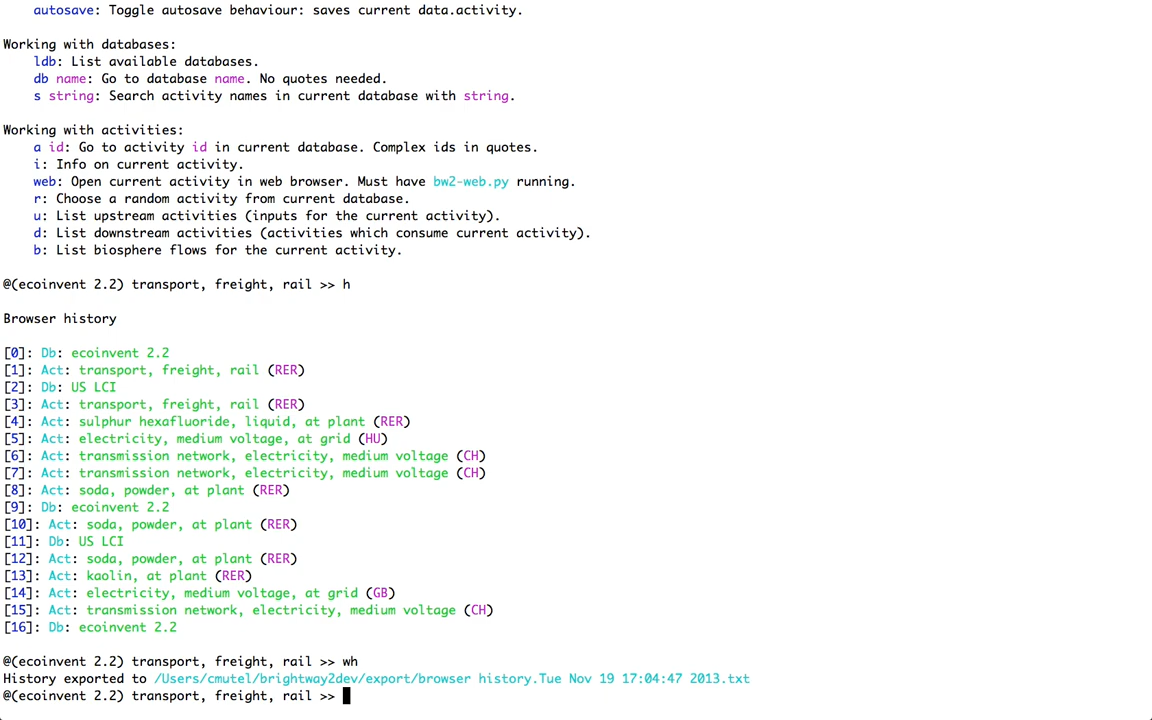 autosave: Toggle autosave behaviour: saves current data.activity.
Working with databases:
ldb: List available databases.
db name: Go to database name. No quotes needed.
s string: Search activity names in current database with string.
Working with activities:
a id: Go to activity id in current database. Complex ids in quotes.
i: Info on current activity.
web: Open current activity in web browser. Must have bw2-web.py running.
r: Choose a random activity from current database.
u: List upstream activities (inputs for the current activity).
d: List downstream activities (activities which consume current activity).
b: List biosphere flows for the current activity.
@(ecoinvent 2.2) transport, freight, rail >> h
Browser history
[0]: Db: ecoinvent 2.2
[1]: Act: transport, freight, rail (RER)
[2]: Db: US LCI
[3]: Act: transport, freight, rail (RER)
[4]: Act: sulphur hexafluoride, liquid, at plant (RER)
[5]: Act: electricity, medium voltage, at grid (HU)
[6]: Act: transmission network, electricity, medium voltage (CH)
[7]: Act: transmission network, electricity, medium voltage (CH)
[8]: Act: soda, powder, at plant (RER)
[9]: Db: ecoinvent 2.2
[10]: Act: soda, powder, at plant (RER)
[11]: Db: US LCI
[12]: Act: soda, powder, at plant (RER)
[13]: Act: kaolin, at plant (RER)
[14]: Act: electricity, medium voltage, at grid (GB)
[15]: Act: transmission network, electricity, medium voltage (CH)
[16]: Db: ecoinvent 2.2
@(ecoinvent 2.2) transport, freight, rail >> wh
History exported to /Users/cmutel/brightway2dev/export/browser history.Tue Nov 19 17:04:47 2013.txt
@(ecoinvent 2.2) transport, freight, rail >>